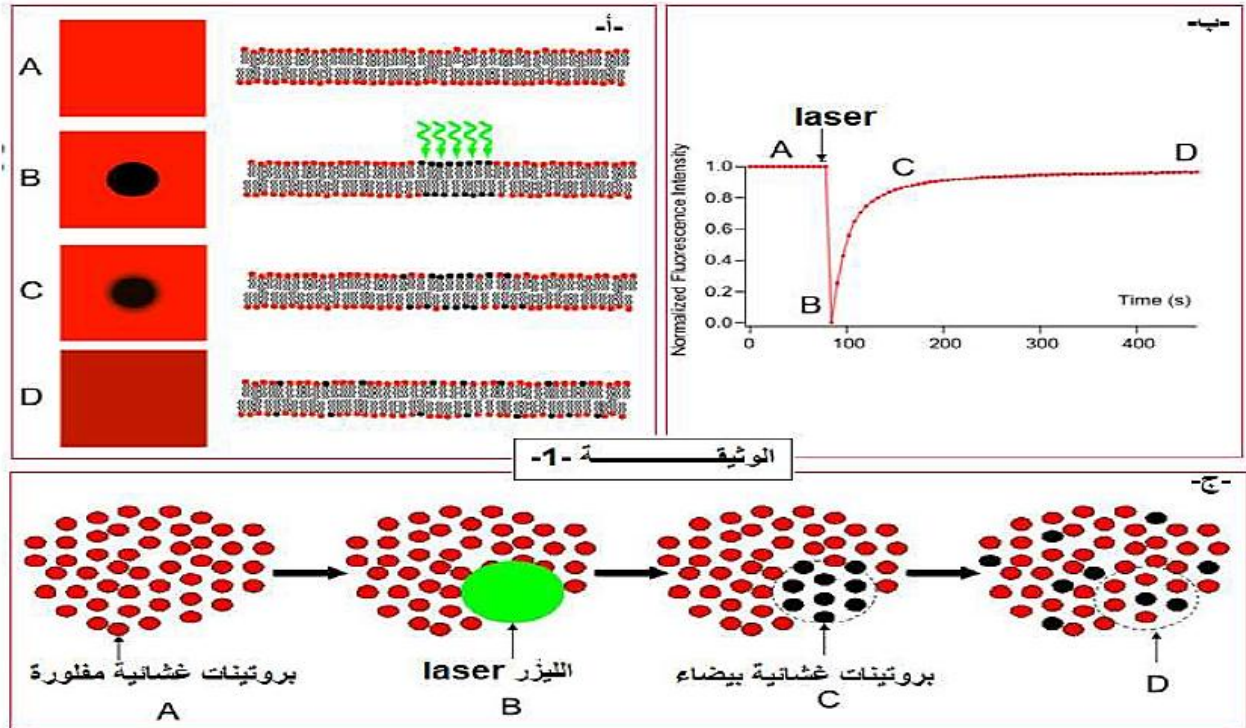 -أ-
A
B
C
D
-ب-
laser
A
C
D
B
Normalized Fluorescence Intensity
1.0
0.8
0.6
0.4
0.2
0.0
Time (s)
0 100 200 300 400
الوثيقة -1-
-ج-
بروتينات غشائية مفلورة
A
الليزر laser
B
بروتينات غشائية بيضاء
C
D